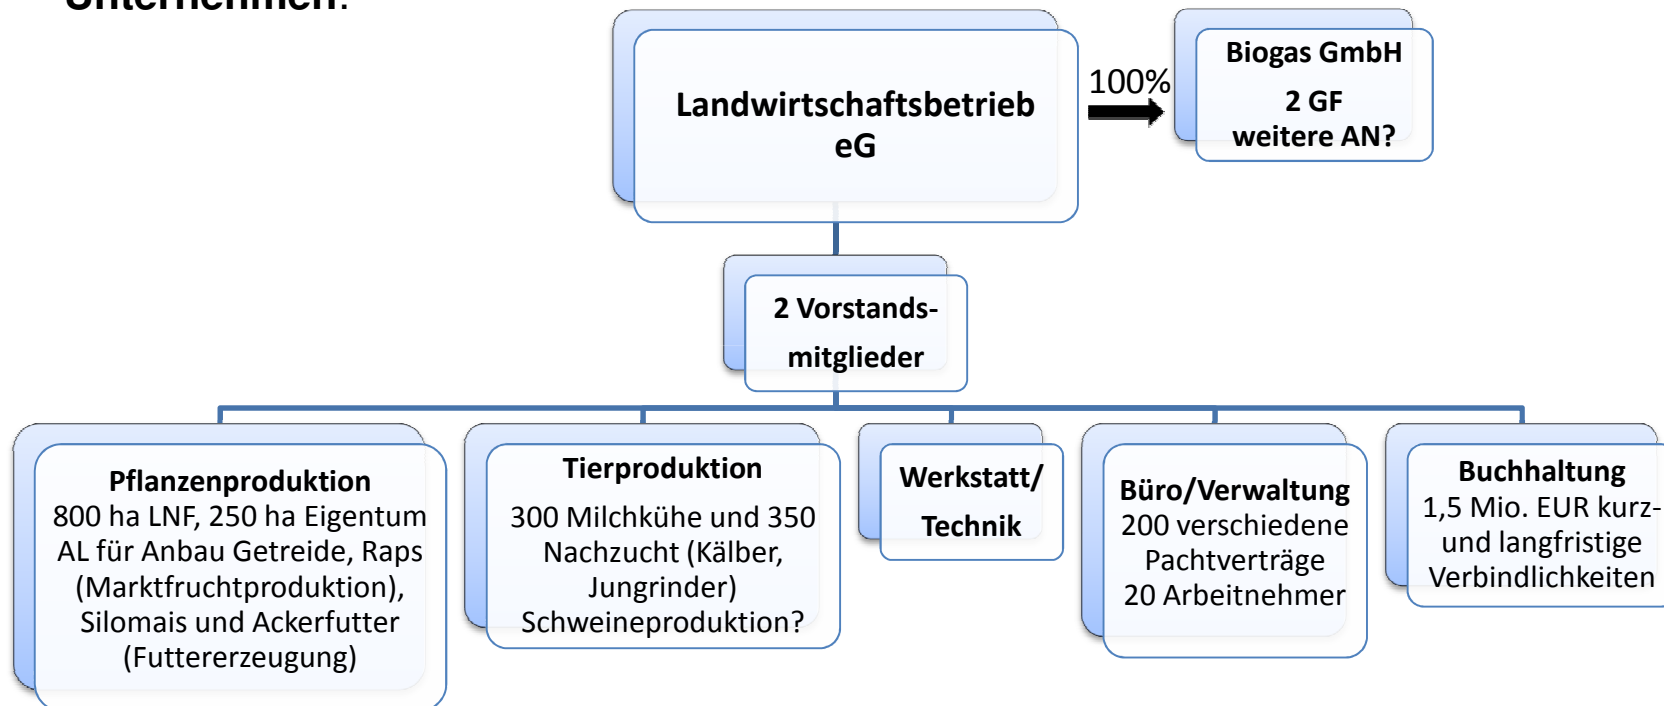 Unternehmen:
Landwirtschaftsbetrieb
eG
100%
Biogas GmbH
2 GF
weitere AN?
2 Vorstands-
mitglieder
Pflanzenproduktion
800 ha LNF, 250 ha Eigentum
AL für Anbau Getreide, Raps
(Marktfruchtproduktion),
Silomais und Ackerfutter
(Futtererzeugung)
Tierproduktion
300 Milchkühe und 350
Nachzucht (Kälber,
Jungrinder)
Schweineproduktion?
Werkstatt/
Technik
Büro/Verwaltung
200 verschiedene
Pachtverträge
20 Arbeitnehmer
Buchhaltung
1,5 Mio. EUR kurz-
und langfristige
Verbindlichkeiten